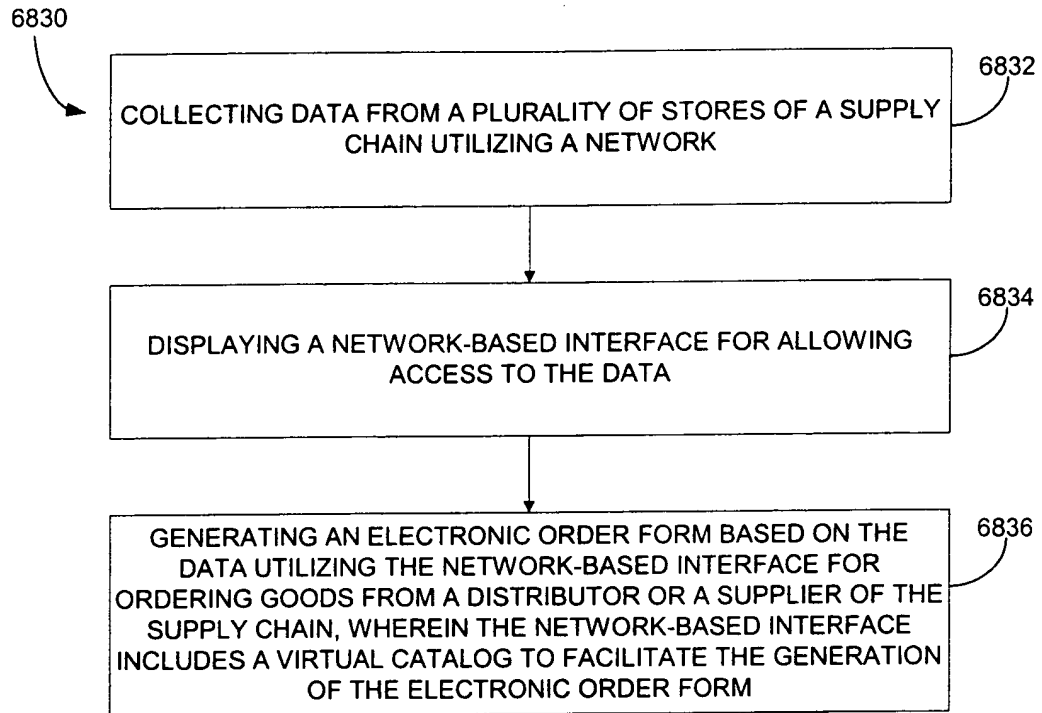 6830
6832
COLLECTING DATA FROM A PLURALITY OF STORES OF A SUPPLY
CHAIN UTILIZING A NETWORK
6834
DISPLAYING A NETWORK-BASED INTERFACE FOR ALLOWING
ACCESS TO THE DATA
6836
GENERATING AN ELECTRONIC ORDER FORM BASED ON THE
DATA UTILIZING THE NETWORK-BASED INTERFACE FOR
ORDERING GOODS FROM A DISTRIBUTOR OR A SUPPLIER OF THE
SUPPLY CHAIN, WHEREIN THE NETWORK-BASED INTERFACE
INCLUDES A VIRTUAL CATALOG TO FACILITATE THE GENERATION
OF THE ELECTRONIC ORDER FORM